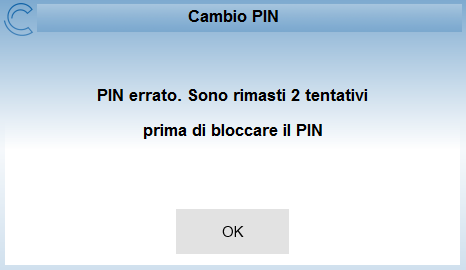 Cambio PIN
PIN errato. Sono rimasti 2 tentativi
prima di bloccare il PIN
OK